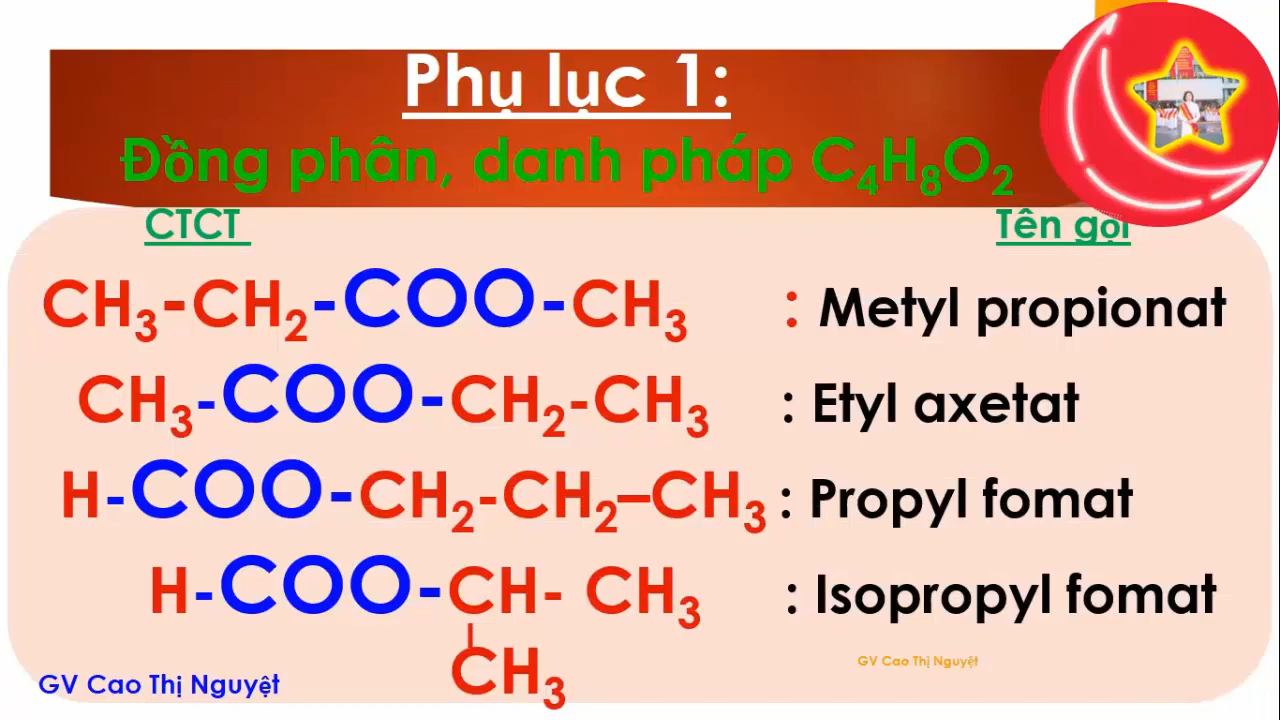 Phụ lục 1:
Đồng phân, danh pháp C₄H₈O₂
CTCT Tên gọi
CH₃-CH₂-COO-CH₃ : Metyl propionat
CH₃-COO-CH₂-CH₃ : Etyl axetat
H-COO-CH₂-CH₂–CH₃ : Propyl fomat
H-COO-CH- CH₃ : Isopropyl fomat
|
CH₃
GV Cao Thị Nguyệt
GV Cao Thị Nguyệt